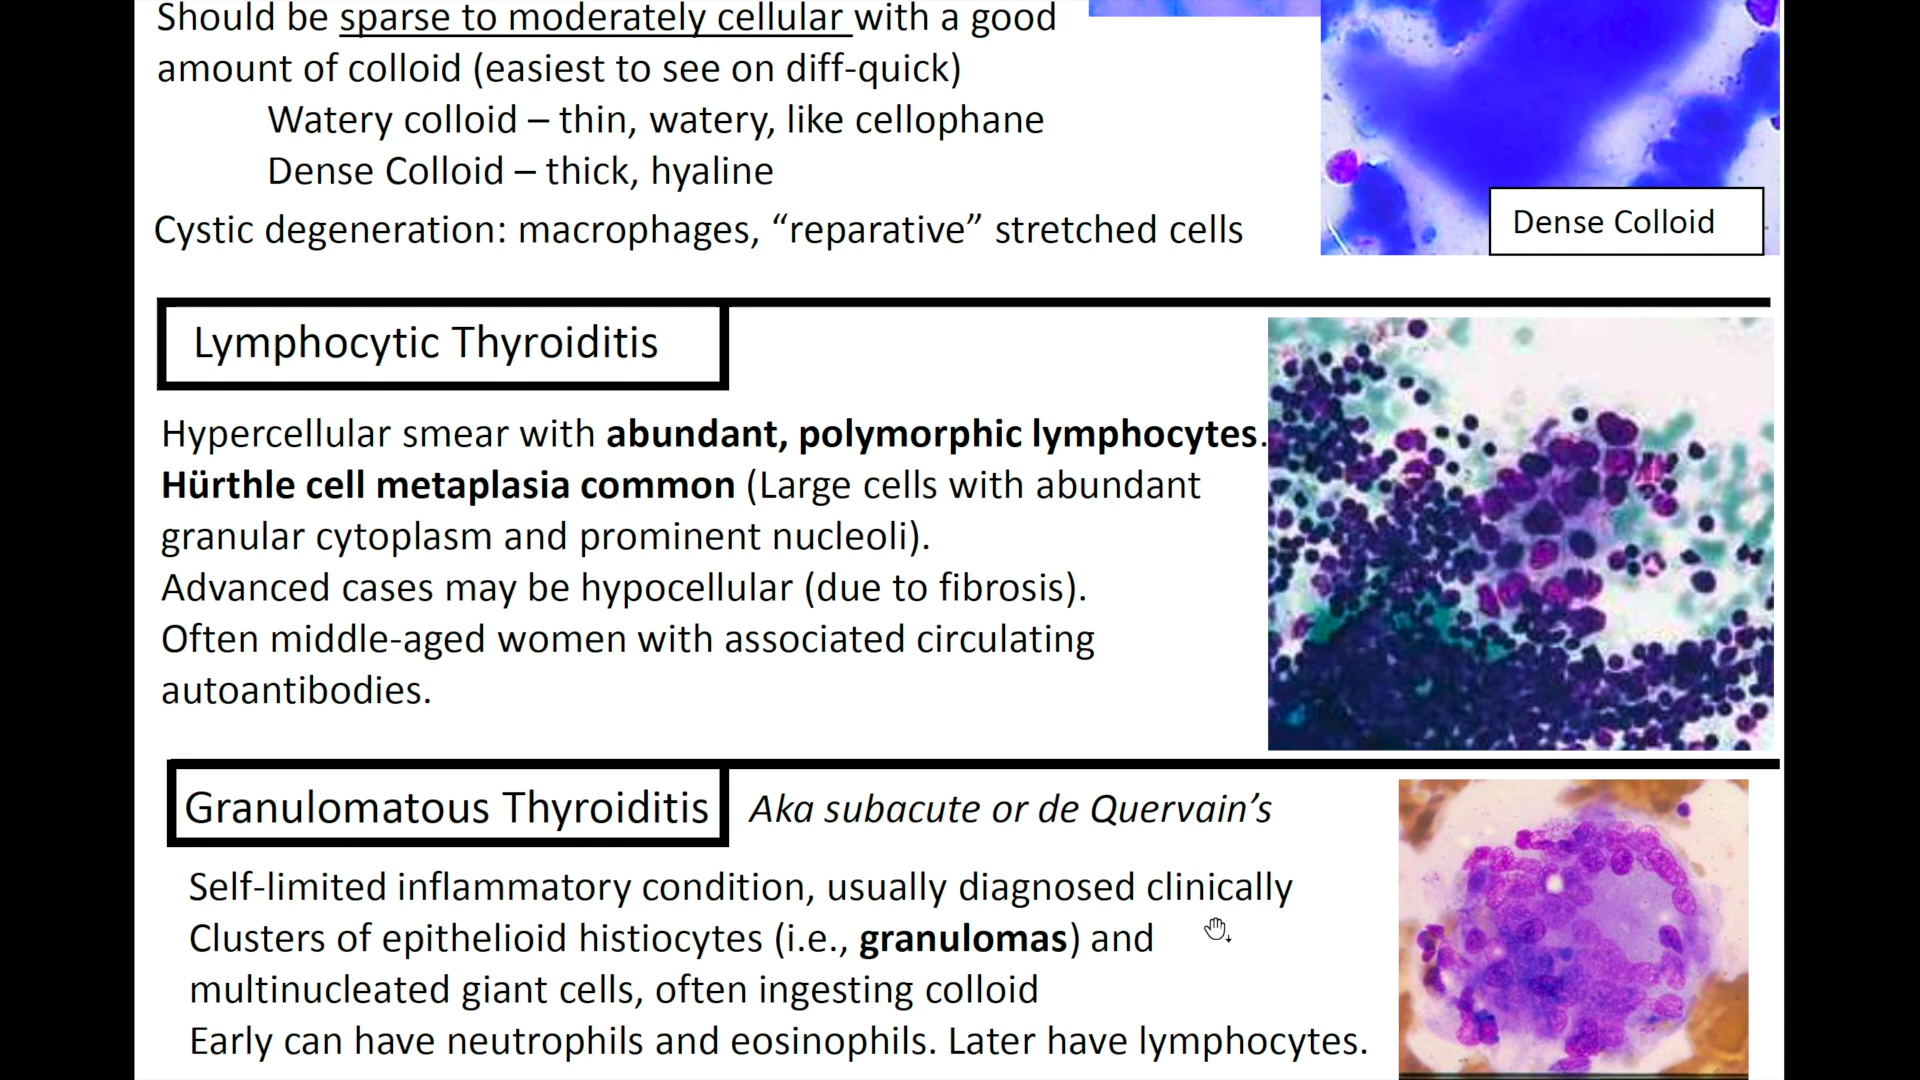 Should be sparse to moderately cellular with a good
amount of colloid (easiest to see on diff-quick)
Watery colloid – thin, watery, like cellophane
Dense Colloid – thick, hyaline
Cystic degeneration: macrophages, “reparative” stretched cells
Dense Colloid
Lymphocytic Thyroiditis
Hypercellular smear with abundant, polymorphic lymphocytes.
Hürthle cell metaplasia common (Large cells with abundant
granular cytoplasm and prominent nucleoli).
Advanced cases may be hypocellular (due to fibrosis).
Often middle-aged women with associated circulating
autoantibodies.
Granulomatous Thyroiditis
Aka subacute or de Quervain’s
Self-limited inflammatory condition, usually diagnosed clinically
Clusters of epithelioid histiocytes (i.e., granulomas) and
multinucleated giant cells, often ingesting colloid
Early can have neutrophils and eosinophils. Later have lymphocytes.